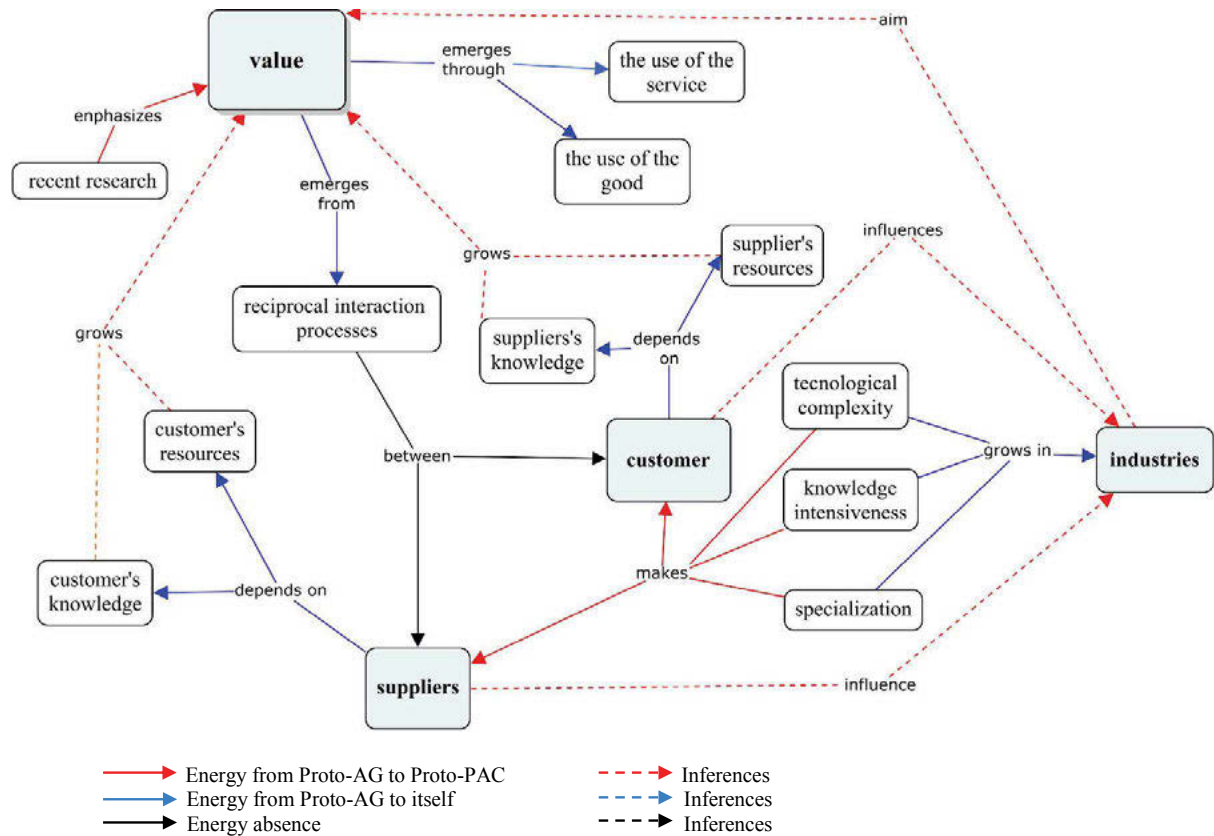 aim
value
emerges
through
the use of the
service
enphasizes
the use of the
good
recent research
emerges
from
supplier's
resources
influences
grows
reciprocal interaction
processes
grows
suppliers's
knowledge
depends
on
tecnological
complexity
customer's
resources
between
customer
grows in
industries
knowledge
intensiveness
customer's
knowledge
depends on
makes
specialization
suppliers
influence
Energy from Proto-AG to Proto-PAC
Inferences
Energy from Proto-AG to itself
Inferences
Energy absence
Inferences